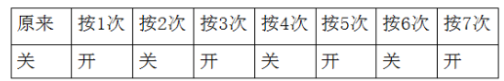 原来 按1次 按2次 按3次 按4次 按5次 按6次 按7次
关 开 关 开 关 开 关 开